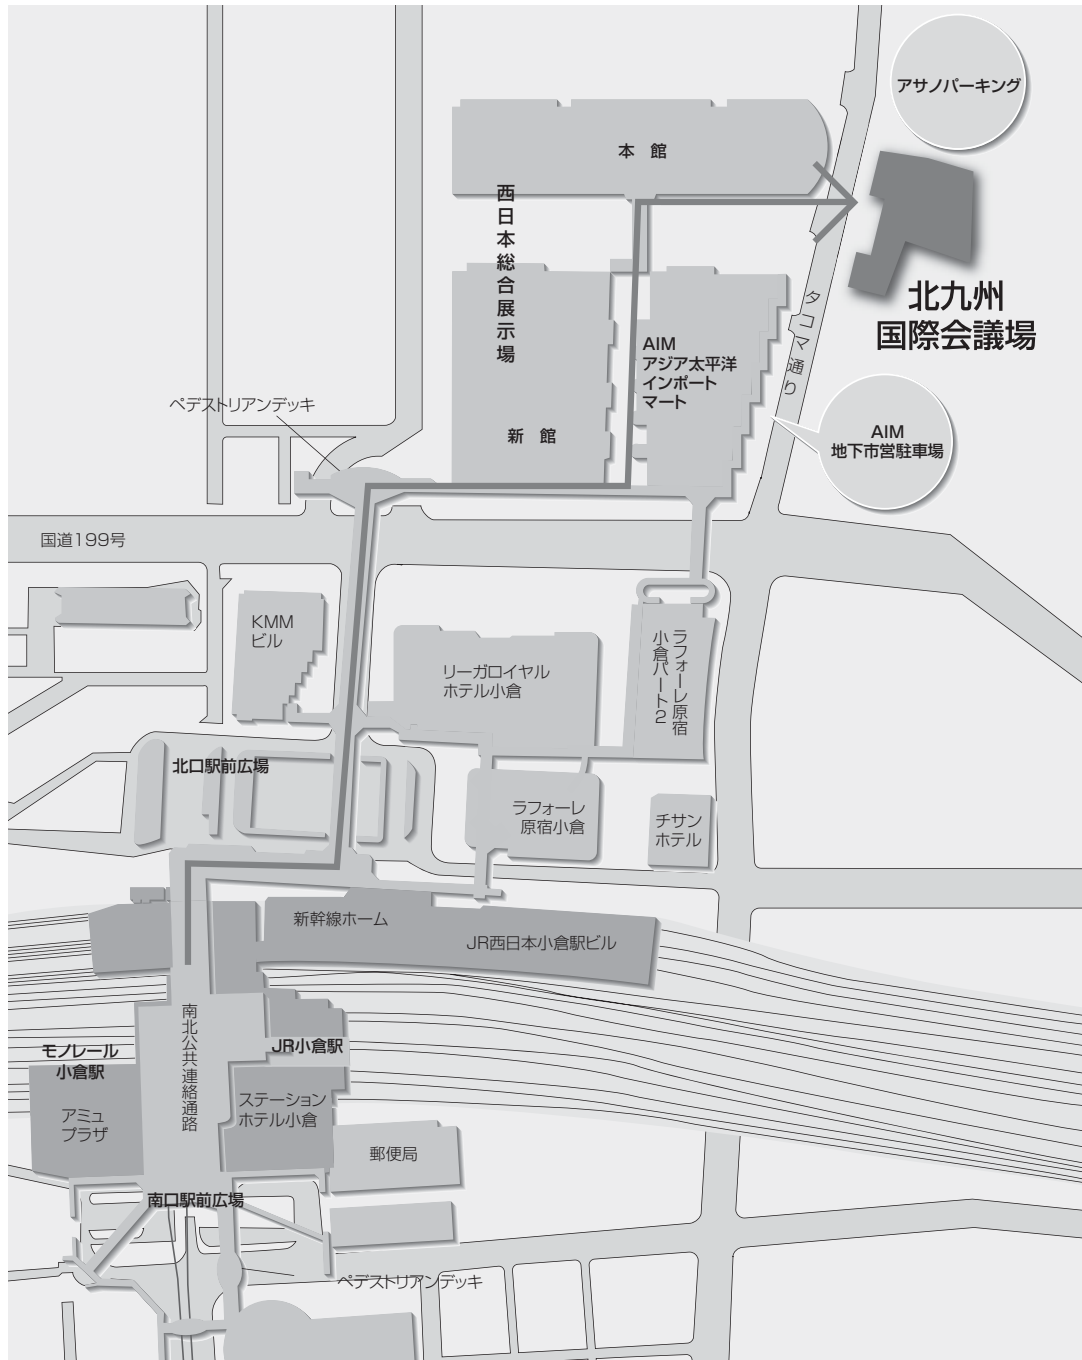 アサノパーキング
本 館
西日本総合展示場
北九州
国際会議場
タコマ通り
AIM
アジア太平洋
インポート
マート
ペデストリアンデッキ
新 館
AIM
地下市営駐車場
国道199号
KMM
ビル
リーガロイヤル
ホテル小倉
ラフォーレ原宿
小倉パート2
北口駅前広場
ラフォーレ
原宿小倉
チサン
ホテル
新幹線ホーム
JR西日本小倉駅ビル
南北公共連絡通路
モノレール
小倉駅
JR小倉駅
アミュ
プラザ
ステーション
ホテル小倉
郵便局
南口駅前広場
ペデストリアンデッキ